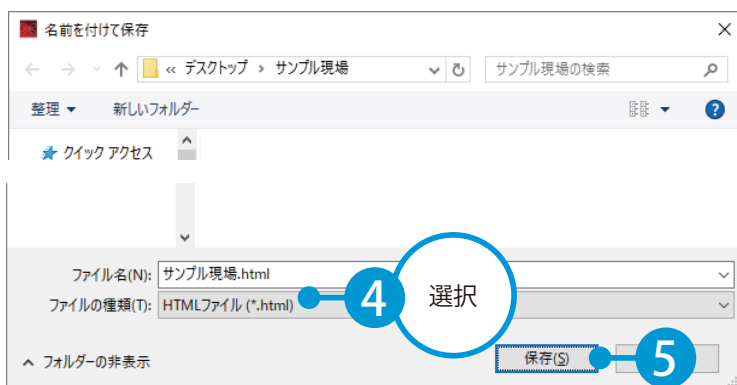 名前を付けて保存
« デスクトップ › サンプル現場
サンプル現場の検索
整理 新しいフォルダー
クイック アクセス
ファイル名(N): サンプル現場.html
ファイルの種類(T): HTMLファイル (*.html)
4 選択
フォルダーの非表示
保存(S)
5